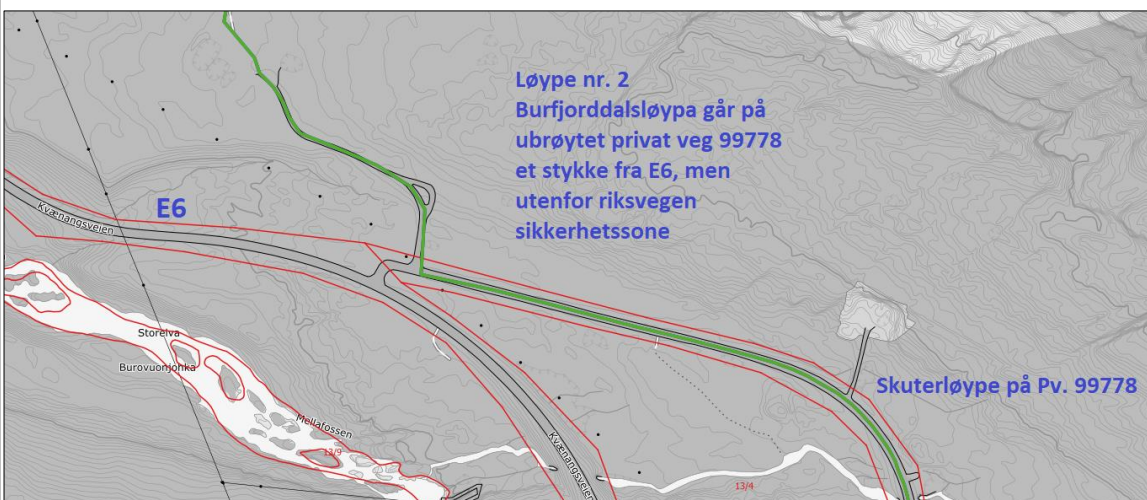 Løype nr. 2
Burfjorddalsløypa går på
ubrøytet privat veg 99778
et stykke fra E6, men
utenfor riksvegen
sikkerhetssone
E6
Kvænangsveien
Storelva
Burovuonjohka
Skuterløype på Pv. 99778
Mellafossen
Kvænangsveien
13/9
13/4